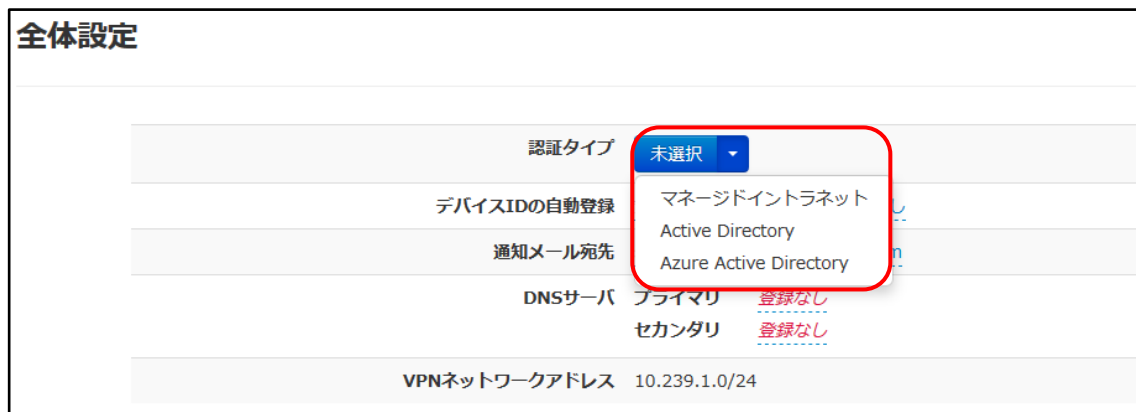 全体設定
認証タイプ 未選択
マネージドイントラネット
デバイスIDの自動登録 し
Active Directory
通知メール宛先 m
Azure Active Directory
DNSサーバ プライマリ 登録なし
セカンダリ 登録なし
VPNネットワークアドレス 10.239.1.0/24